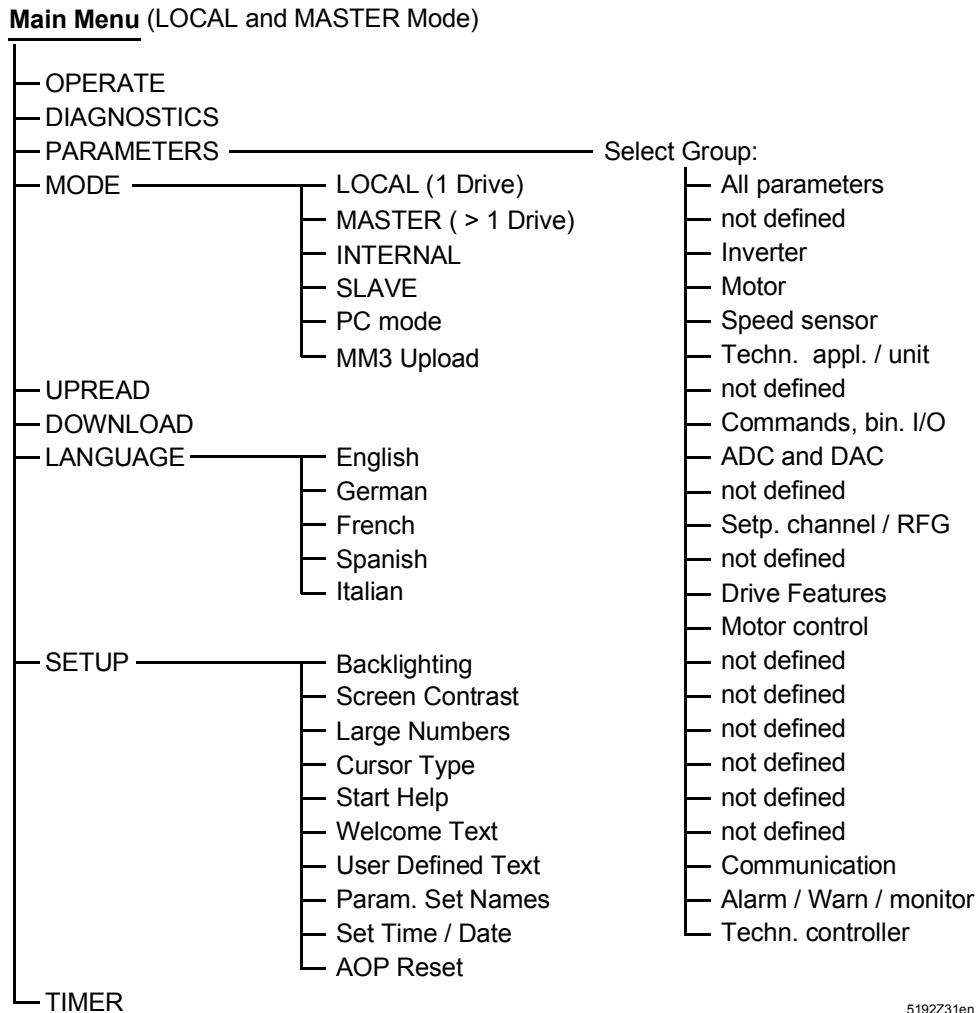 Main Menu (LOCAL and MASTER Mode)
OPERATE
DIAGNOSTICS
PARAMETERS
MODE
LOCAL (1 Drive)
MASTER ( > 1 Drive)
INTERNAL
SLAVE
PC mode
MM3 Upload
UPREAD
DOWNLOAD
LANGUAGE
English
German
French
Spanish
Italian
SETUP
Backlighting
Screen Contrast
Large Numbers
Cursor Type
Start Help
Welcome Text
User Defined Text
Param. Set Names
Set Time / Date
AOP Reset
TIMER
Select Group:
All parameters
not defined
Inverter
Motor
Speed sensor
Techn. appl. / unit
not defined
Commands, bin. I/O
ADC and DAC
not defined
Setp. channel / RFG
not defined
Drive Features
Motor control
not defined
not defined
not defined
not defined
not defined
not defined
Communication
Alarm / Warn / monitor
Techn. controller
5192Z31en